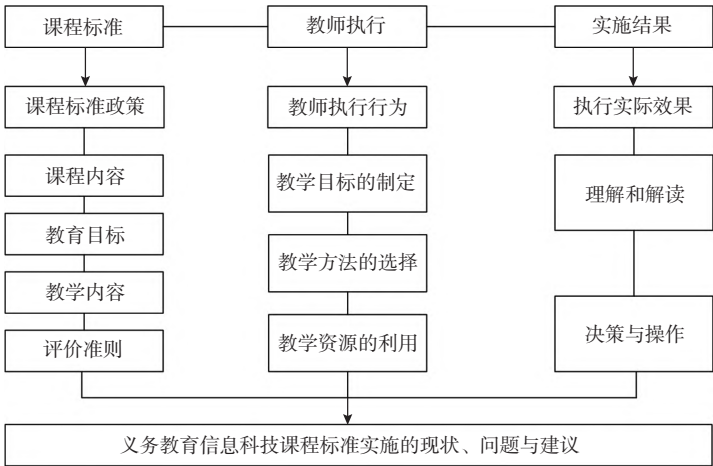 课程标准
教师执行
实施结果
课程标准政策
教师执行行为
执行实际效果
课程内容
教学目标的制定
理解和解读
教育目标
教学方法的选择
教学内容
教学资源的利用
决策与操作
评价准则
义务教育信息科技课程标准实施的现状、问题与建议